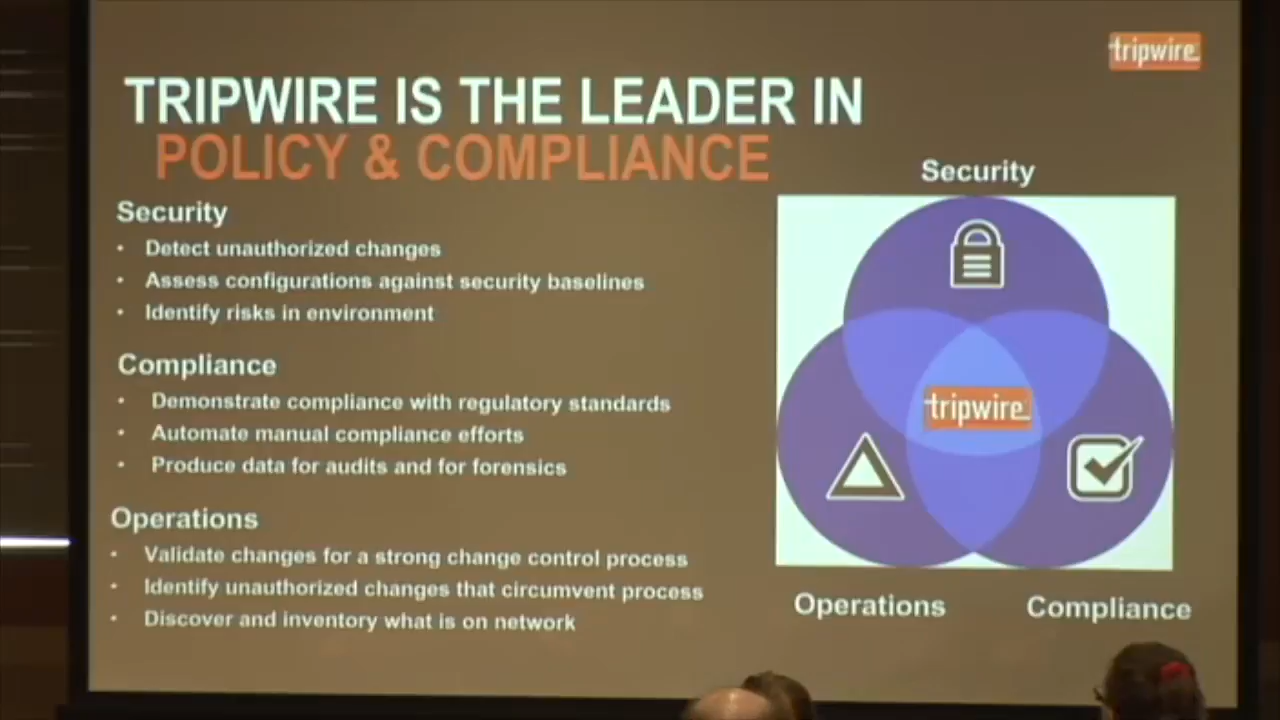 tripwire
TRIPWIRE IS THE LEADER IN
POLICY & COMPLIANCE
Security
• Detect unauthorized changes
• Assess configurations against security baselines
• Identify risks in environment
Compliance
• Demonstrate compliance with regulatory standards
• Automate manual compliance efforts
• Produce data for audits and for forensics
Operations
• Validate changes for a strong change control process
• Identify unauthorized changes that circumvent process
• Discover and inventory what is on network
Security
tripwire
Operations
Compliance